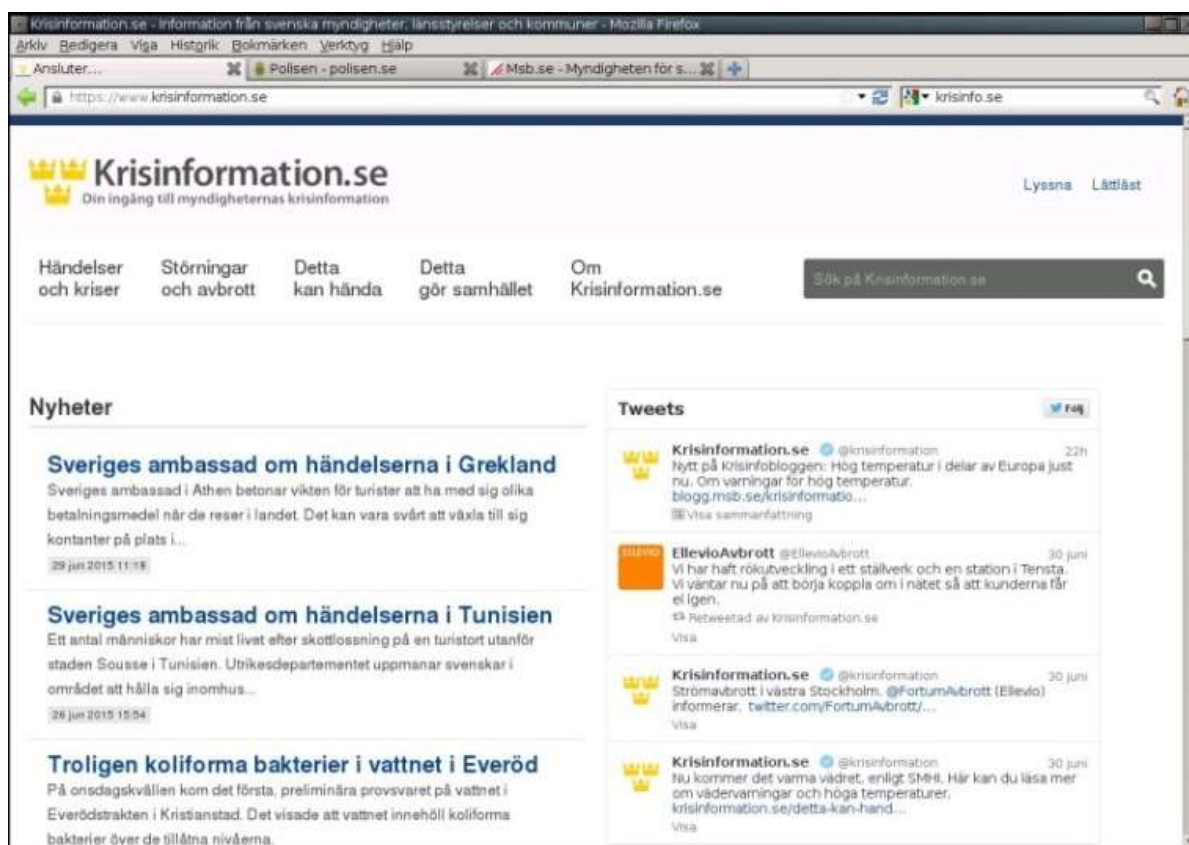 Krisinformation.se - Information från svenska myndigheter, länsstyrelser och kommuner - Mozilla Firefox
Arkiv Redigera Visa Historik Bokmärken Verktyg Hjälp
Ansluter... Polisen - polisen.se Msb.se - Myndigheten för s...
https://www.krisinformation.se krisinfo.se
Krisinformation.se
Din ingång till myndigheternas krisinformation
Lyssna Lättläst
Händelser och kriser
Störningar och avbrott
Detta kan hända
Detta gör samhället
Om Krisinformation.se
Sök på Krisinformation.se
Nyheter
Sveriges ambassad om händelserna i Grekland
Sveriges ambassad i Athen betonar vikten för turister att ha med sig olika
betalningsmedel när de reser i landet. Det kan vara svårt att växla till sig
kontanter på plats i...
29 jun 2015 11:18
Sveriges ambassad om händelserna i Tunisien
Ett antal människor har mist livet efter skottlossning på en turistort utanför
staden Sousse i Tunisien. Utrikesdepartementet uppmanar svenskar i
området att hålla sig inomhus...
26 jun 2015 15:54
Troligen koliforma bakterier i vattnet i Everöd
På onsdagskvällen kom det första, preliminära provsvaret på vattnet i
Everödstrakten i Kristianstad. Det visade att vattnet innehöll koliforma
bakterier över de tillåtna nivåerna.
Tweets
Följ
Krisinformation.se @krisinformation 22h
Nytt på Krisinfobloggen: Hög temperatur i delar av Europa just
nu. Om varningar för hög temperatur.
blogg.msb.se/krisinformatio...
Visa sammanfattning
ELLEVIO
EllevioAvbrott @EllevioAvbrott 30 juni
Vi har haft rökutveckling i ett ställverk och en station i Tensta.
Vi väntar nu på att börja koppla om i nätet så att kunderna får
el igen.
Retweetad av Krisinformation.se
Visa
Krisinformation.se @krisinformation 30 juni
Strömavbrott i västra Stockholm. @FortumAvbrott (Ellevio)
informerar. twitter.com/FortumAvbrott/...
Visa
Krisinformation.se @krisinformation 30 juni
Nu kommer det varma vädret, enligt SMHI. Här kan du läsa mer
om vädervarningar och höga temperaturer.
krisinformation.se/detta-kan-hand...
Visa